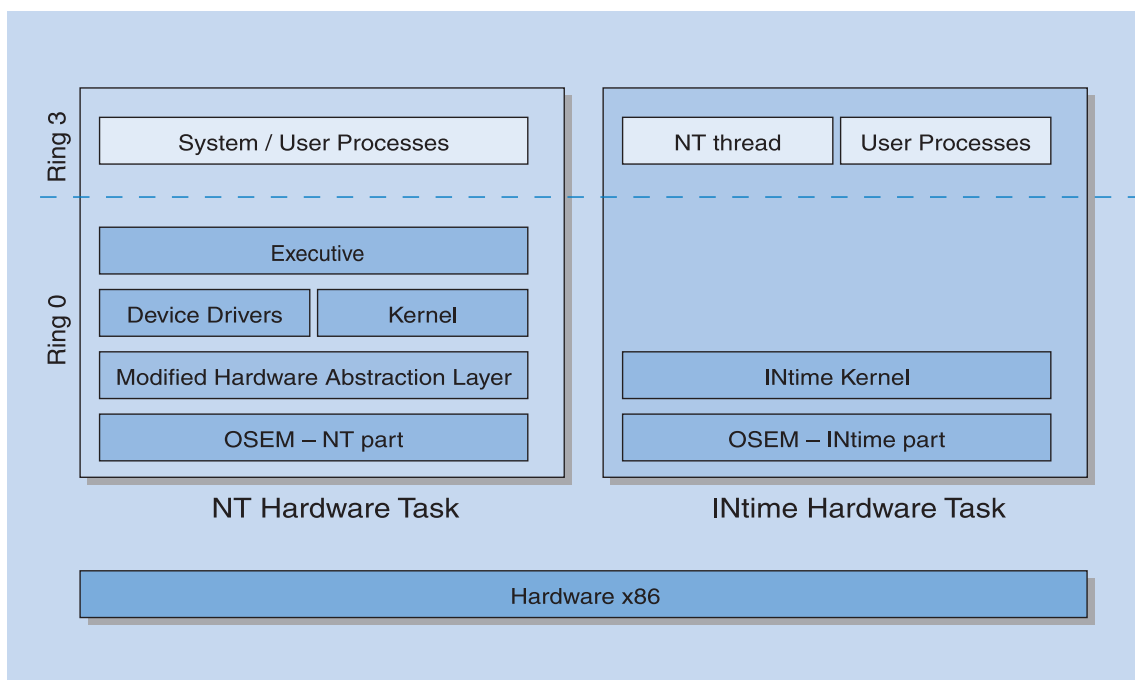 Ring 3
System / User Processes
NT thread
User Processes
Ring 0
Executive
Device Drivers
Kernel
Modified Hardware Abstraction Layer
INtime Kernel
OSEM – NT part
OSEM – INtime part
NT Hardware Task
INtime Hardware Task
Hardware x86